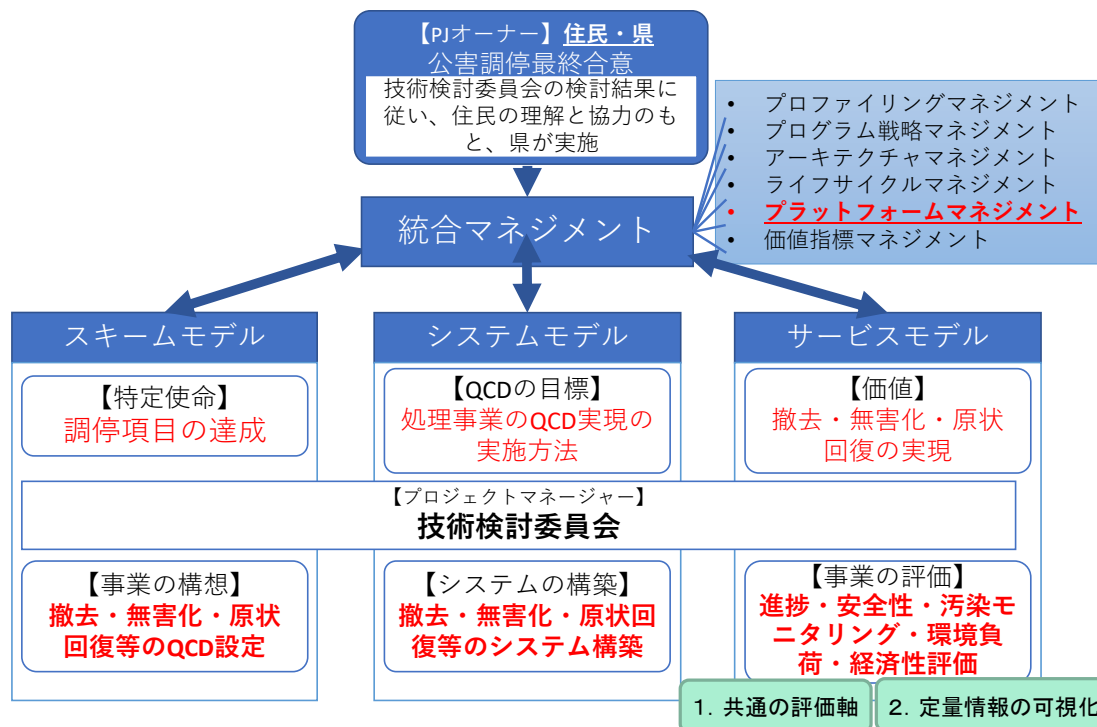 【PJオーナー】住民・県
公害調停最終合意
技術検討委員会の検討結果に
従い、住民の理解と協力のも
と、県が実施
• プロファイリングマネジメント
• プログラム戦略マネジメント
• アーキテクチャマネジメント
• ライフサイクルマネジメント
• プラットフォームマネジメント
• 価値指標マネジメント
統合マネジメント
スキームモデル
システムモデル
サービスモデル
【特定使命】
調停項目の達成
【QCDの目標】
処理事業のQCD実現の
実施方法
【価値】
撤去・無害化・原状
回復の実現
【プロジェクトマネージャー】
技術検討委員会
【事業の構想】
撤去・無害化・原状
回復等のQCD設定
【システムの構築】
撤去・無害化・原状回
復等のシステム構築
【事業の評価】
進捗・安全性・汚染モ
ニタリング・環境負
荷・経済性評価
1. 共通の評価軸
2. 定量情報の可視化